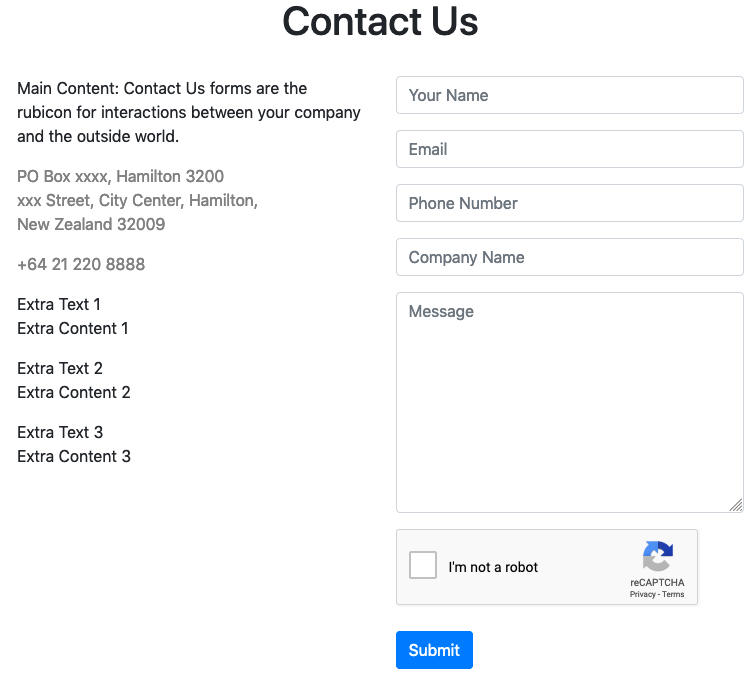 Contact Us
Main Content: Contact Us forms are the
rubicon for interactions between your company
and the outside world.
PO Box xxxx, Hamilton 3200
xxx Street, City Center, Hamilton,
New Zealand 32009
+64 21 220 8888
Extra Text 1
Extra Content 1
Extra Text 2
Extra Content 2
Extra Text 3
Extra Content 3
Your Name
Email
Phone Number
Company Name
Message
I'm not a robot
reCAPTCHA
Privacy - Terms
Submit